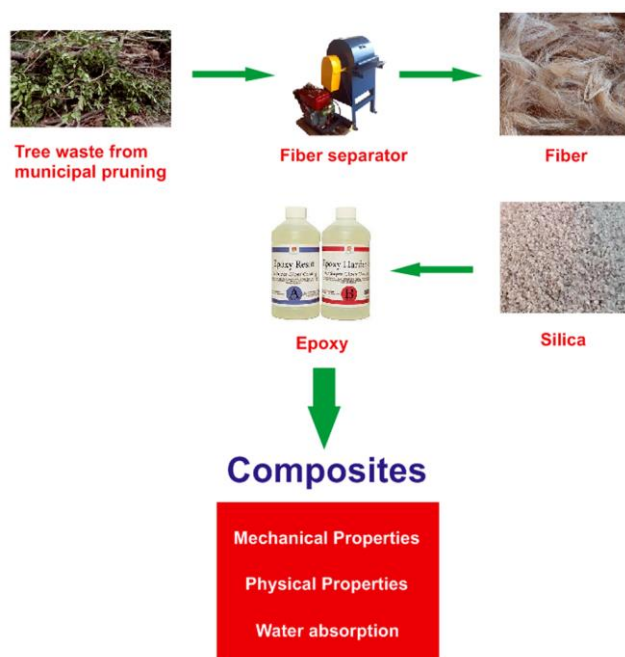 Tree waste from
municipal pruning
Fiber separator
Fiber
Epoxy Resin
A
Epoxy Harden
B
Epoxy
Silica
Composites
Mechanical Properties
Physical Properties
Water absorption